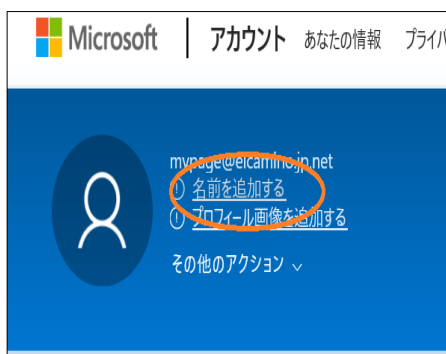 Microsoft アカウント あなたの情報 プライバ
mypage@elcamino.jp.net
名前を追加する
プロフィール画像を追加する
その他のアクション